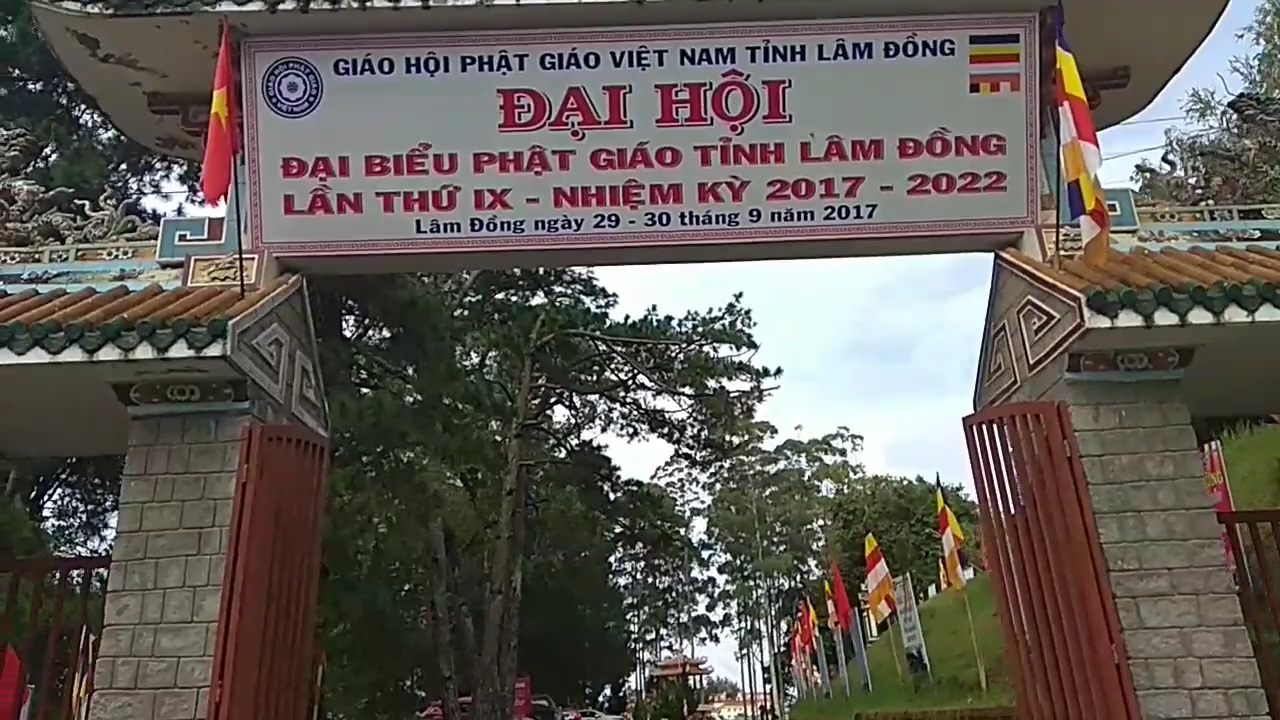 GIÁO HỘI PHẬT GIÁO VIỆT NAM TỈNH LÂM ĐỒNG
ĐẠI HỘI
ĐẠI BIỂU PHẬT GIÁO TỈNH LÂM ĐỒNG
LẦN THỨ IX - NHIỆM KỲ 2017 - 2022
Lâm Đồng ngày 29 - 30 tháng 9 năm 2017